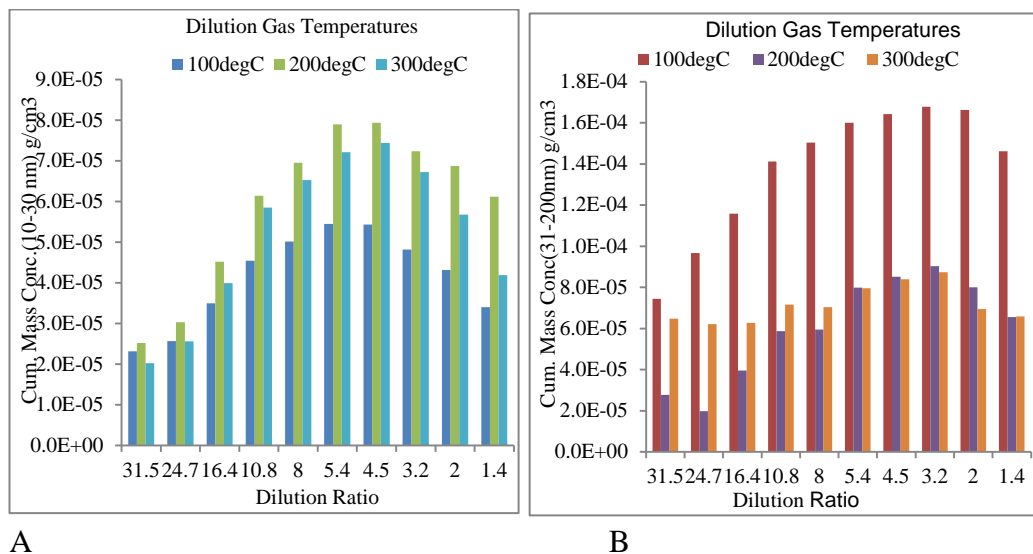 Dilution Gas Temperatures
100degC 200degC 300degC
Cum. Mass Conc.(10-30 nm) g/cm3
9.0E-05
8.0E-05
7.0E-05
6.0E-05
5.0E-05
4.0E-05
3.0E-05
2.0E-05
1.0E-05
0.0E+00
31.5 24.7 16.4 10.8 8 5.4 4.5 3.2 2 1.4
Dilution Ratio
A
Dilution Gas Temperatures
100degC 200degC 300degC
Cum. Mass Conc(31-200nm) g/cm3
1.8E-04
1.6E-04
1.4E-04
1.2E-04
1.0E-04
8.0E-05
6.0E-05
4.0E-05
2.0E-05
0.0E+00
31.5 24.7 16.4 10.8 8 5.4 4.5 3.2 2 1.4
Dilution Ratio
B